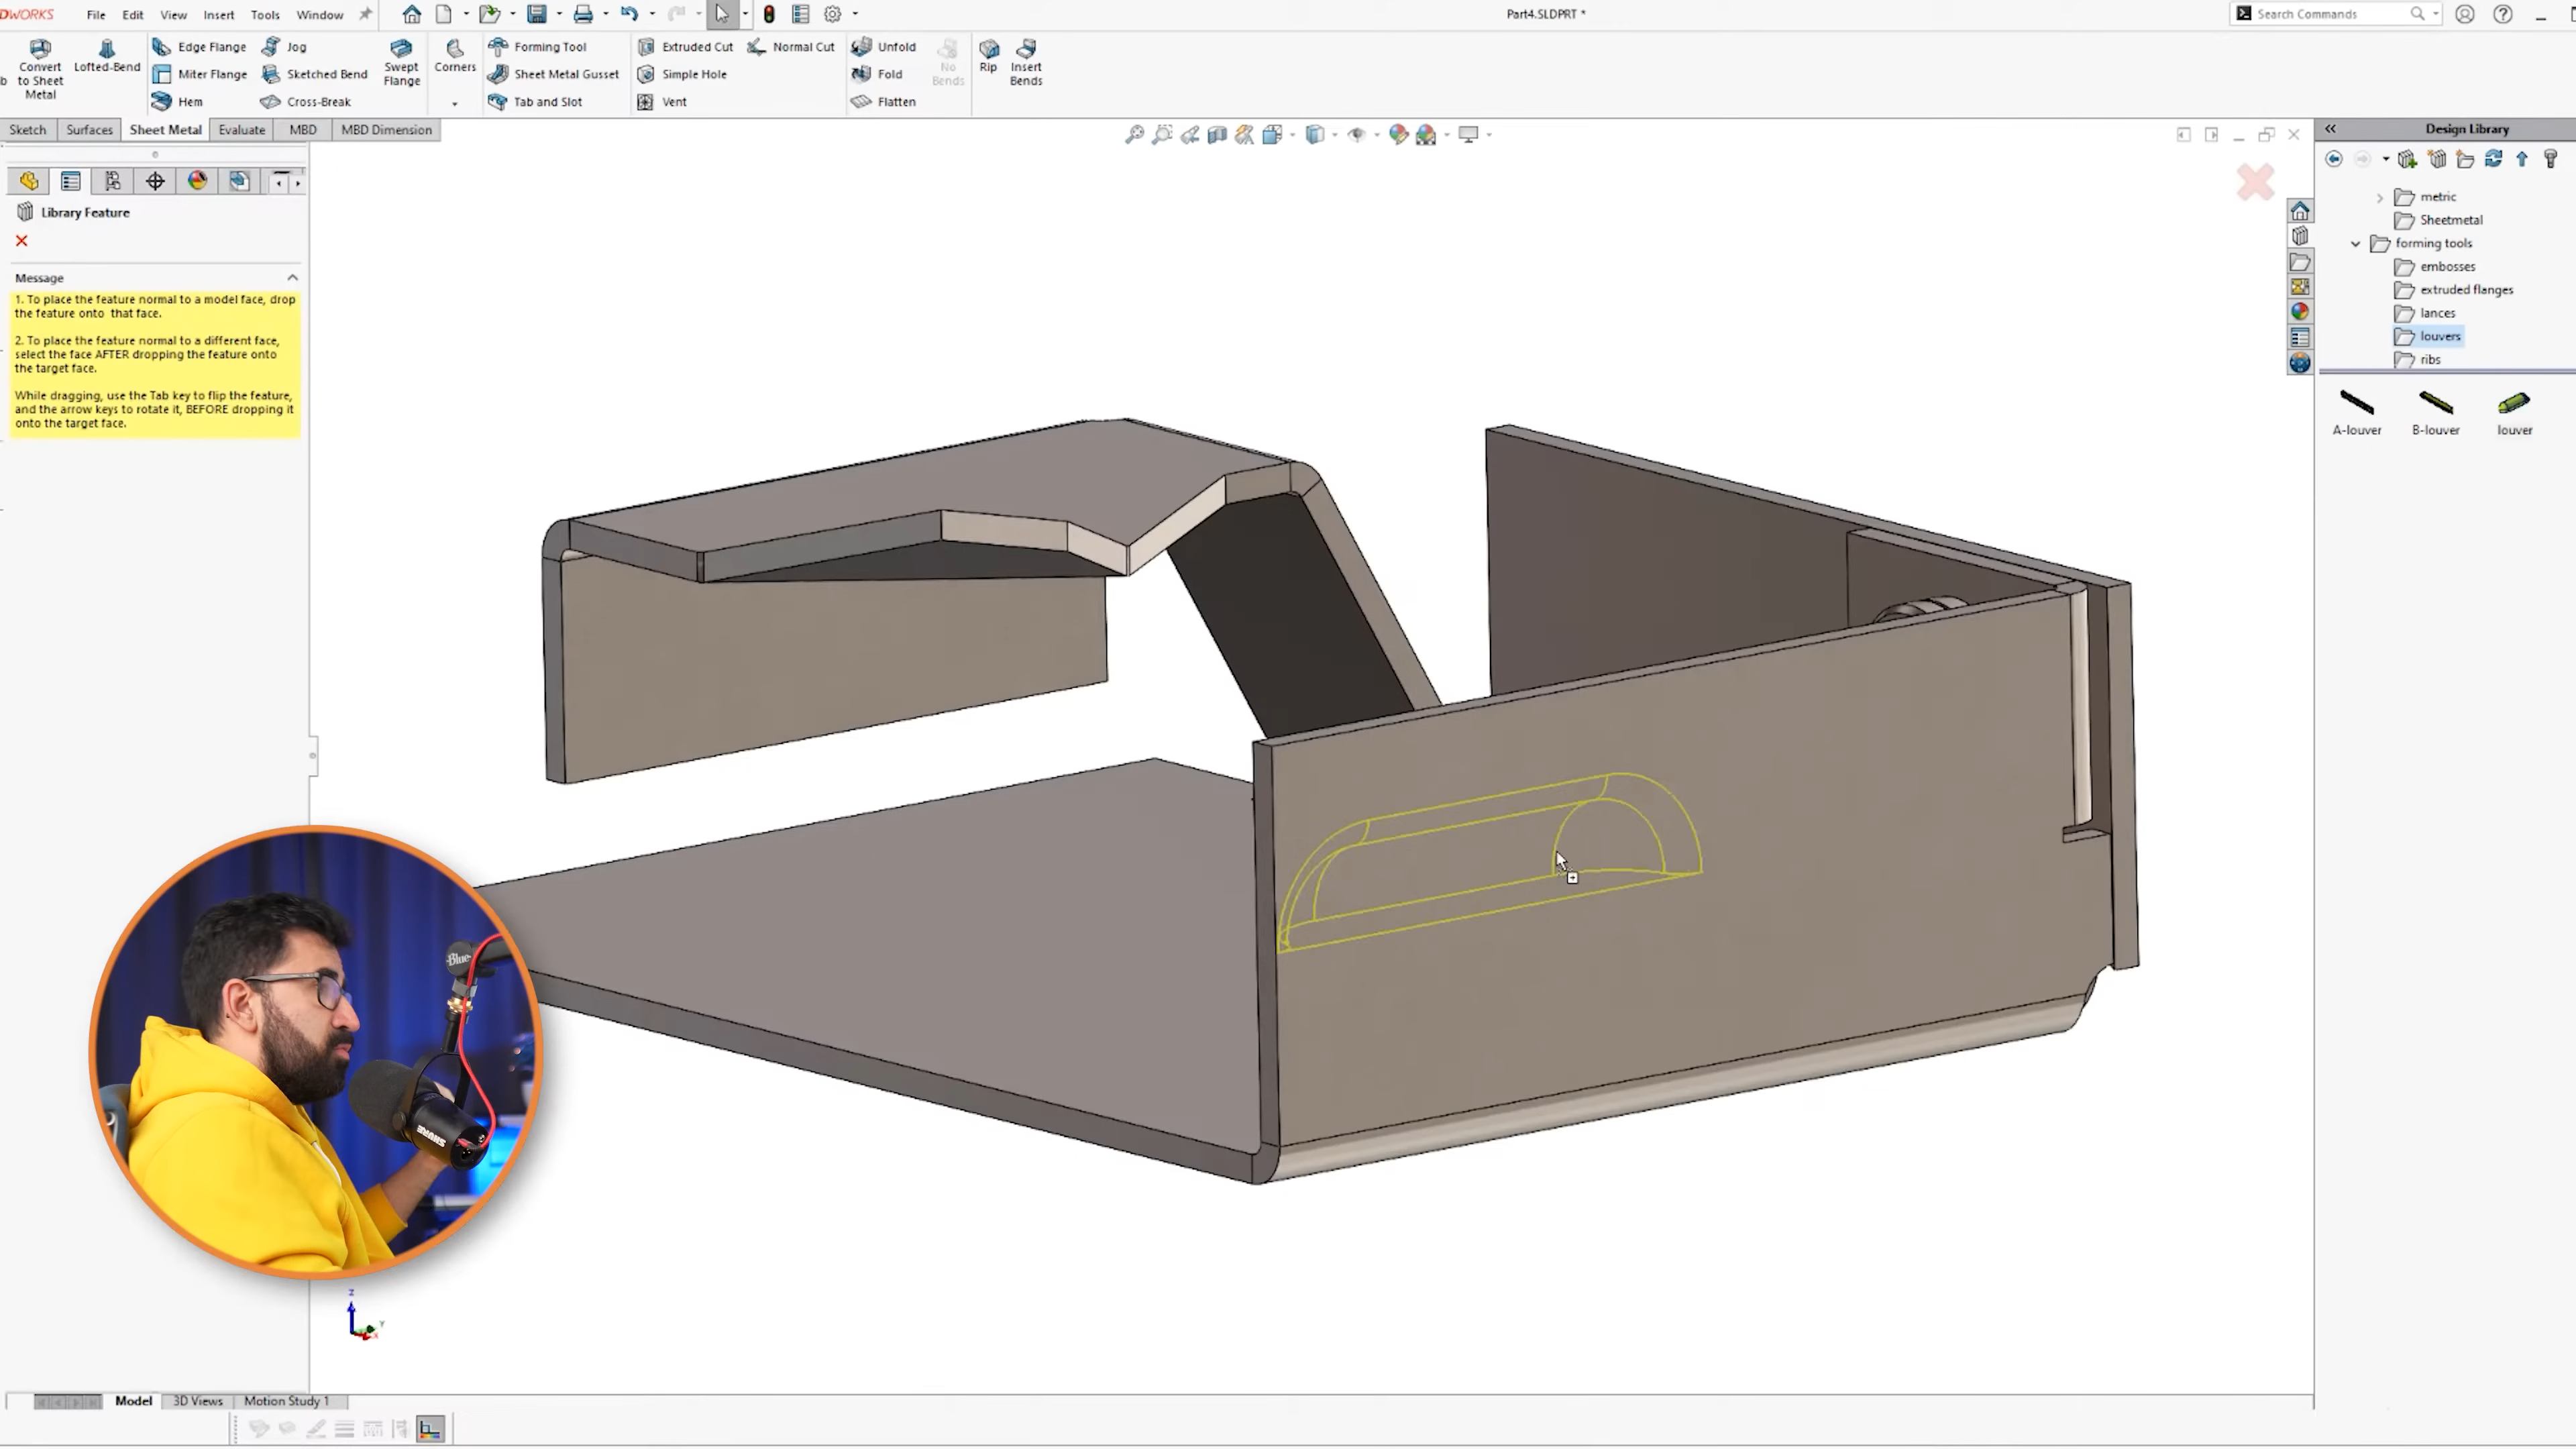 DWORKS File Edit View Insert Tools Window Part4.SLDPRT * Search Commands
Convert to Sheet Metal
Lofted-Bend
Edge Flange
Miter Flange
Hem
Jog
Sketched Bend
Cross-Break
Swept Flange
Corners
Forming Tool
Sheet Metal Gusset
Tab and Slot
Extruded Cut
Simple Hole
Vent
Normal Cut
Unfold
Fold
Flatten
No Bends
Rip
Insert Bends
Sketch Surfaces Sheet Metal Evaluate MBD MBD Dimension
Library Feature
Message
1. To place the feature normal to a model face, drop
the feature onto that face.
2. To place the feature normal to a different face,
select the face AFTER dropping the feature onto
the target face.
While dragging, use the Tab key to flip the feature,
and the arrow keys to rotate it, BEFORE dropping it
onto the target face.
Design Library
metric
Sheetmetal
forming tools
embosses
extruded flanges
lances
louvers
ribs
A-louver B-louver louver
Blue
SHURE
Z
Y
Model 3D Views Motion Study 1